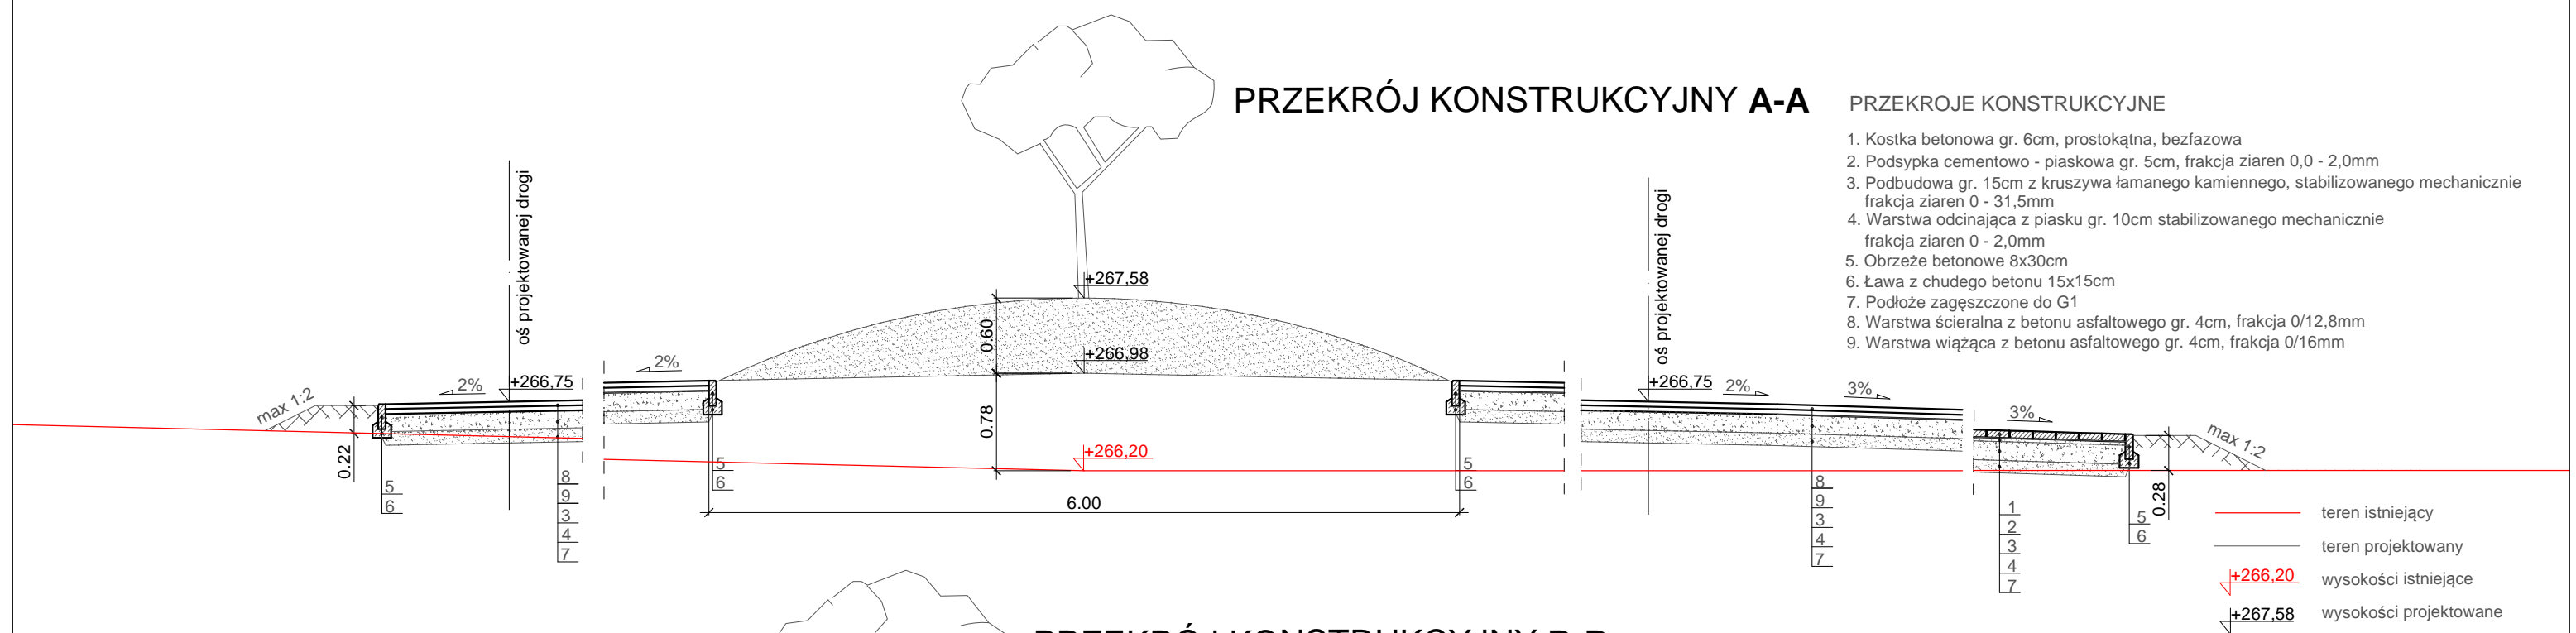 PRZEKRÓJ KONSTRUKCYJNY A-A
PRZEKROJE KONSTRUKCYJNE
1. Kostka betonowa gr. 6cm, prostokątna, bezfazowa
2. Podsypka cementowo - piaskowa gr. 5cm, frakcja ziaren 0,0 - 2,0mm
3. Podbudowa gr. 15cm z kruszywa łamanego kamiennego, stabilizowanego mechanicznie
frakcja ziaren 0 - 31,5mm
4. Warstwa odcinająca z piasku gr. 10cm stabilizowanego mechanicznie
frakcja ziaren 0 - 2,0mm
5. Obrzeże betonowe 8x30cm
6. Ława z chudego betonu 15x15cm
7. Podłoże zagęszczone do G1
8. Warstwa ścieralna z betonu asfaltowego gr. 4cm, frakcja 0/12,8mm
9. Warstwa wiążąca z betonu asfaltowego gr. 4cm, frakcja 0/16mm
oś projektowanej drogi
oś projektowanej drogi
+267,58
0.60
+266,98
0.78
+266,20
6.00
max 1:2
0.22
2%
+266,75
2%
5
6
8
9
3
4
7
5
6
5
6
+266,75
2%
3%
3%
max 1:2
8
9
3
4
7
1
2
3
4
7
5
6
0.28
teren istniejący
teren projektowany
+266,20 wysokości istniejące
+267,58 wysokości projektowane